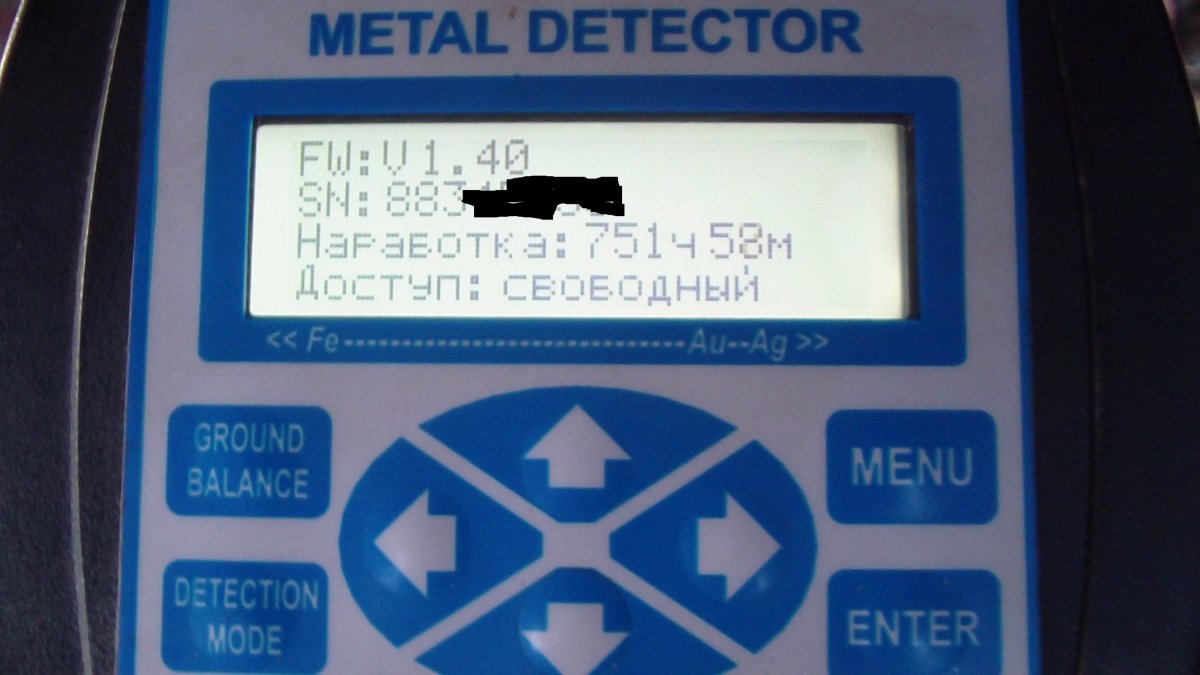 METAL DETECTOR
FW:V1.40
SN:883
Наработка:751ч58м
Доступ: свободный
<< Fe----------------------------Au--Ag >>
GROUND BALANCE
MENU
DETECTION MODE
ENTER